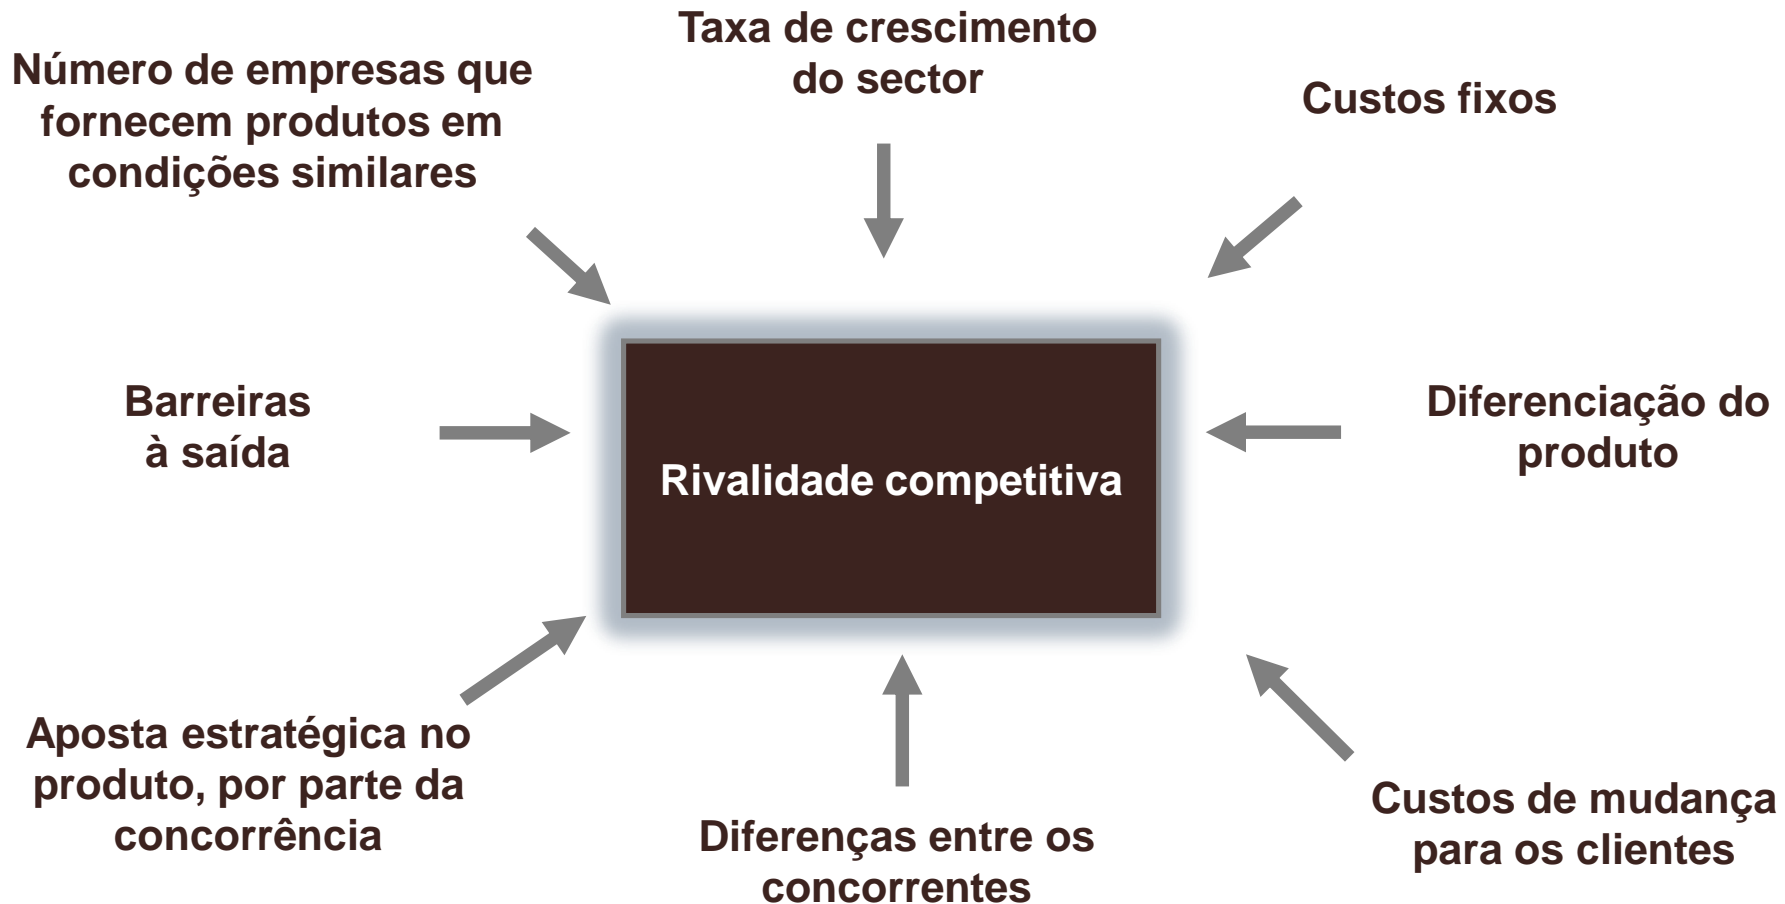 Taxa de crescimento
do sector
Número de empresas que
fornecem produtos em
condições similares
Custos fixos
Barreiras
à saída
Diferenciação do
produto
Rivalidade competitiva
Aposta estratégica no
produto, por parte da
concorrência
Diferenças entre os
concorrentes
Custos de mudança
para os clientes